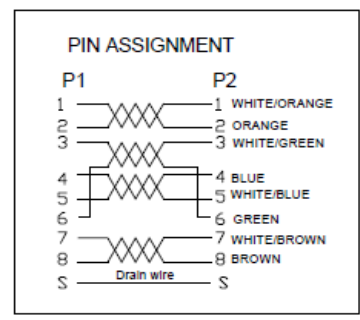 PIN ASSIGNMENT
P1 P2
1 1 WHITE/ORANGE
2 2 ORANGE
3 3 WHITE/GREEN
4 4 BLUE
5 5 WHITE/BLUE
6 6 GREEN
7 7 WHITE/BROWN
8 8 BROWN
S Drain wire S